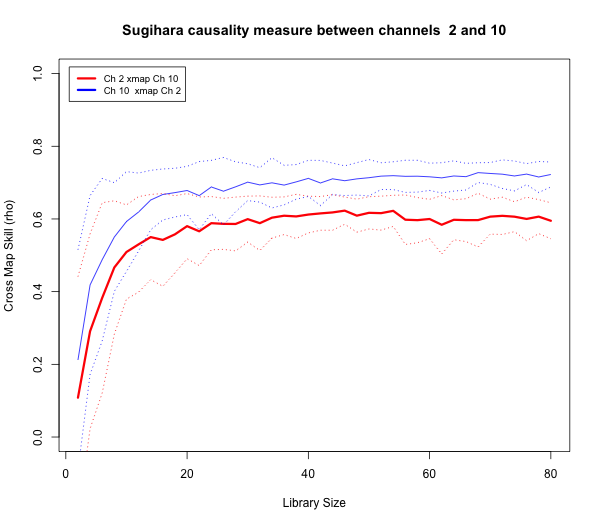 Sugihara causality measure between channels  2 and 10
Ch 2 xmap Ch 10
Ch 10  xmap Ch 2
Cross Map Skill (rho)
1.0
0.8
0.6
0.4
0.2
0.0
0 20 40 60 80
Library Size